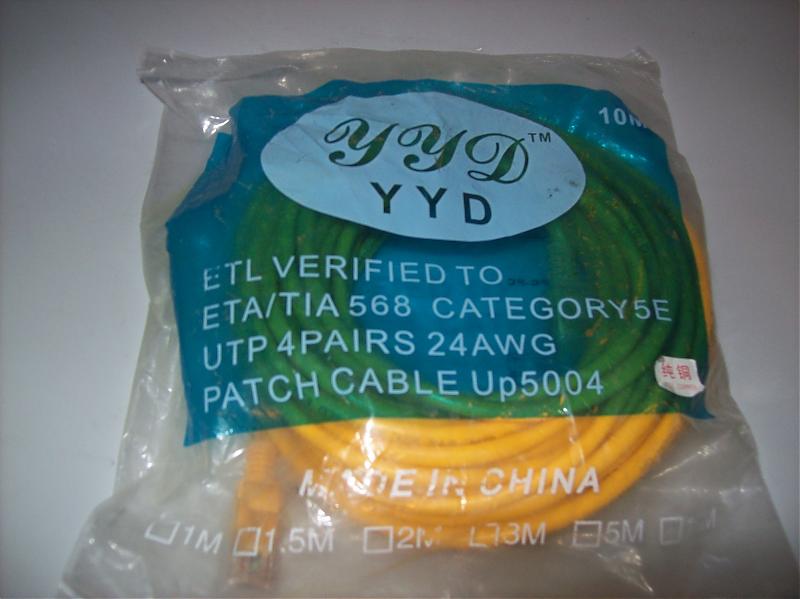 10M
YYD™
YYD
ETL VERIFIED TO
ETA/TIA 568 CATEGORY5E
UTP 4PAIRS 24AWG
PATCH CABLE Up5004
MADE IN CHINA
1M 1.5M 2M 3M 5M